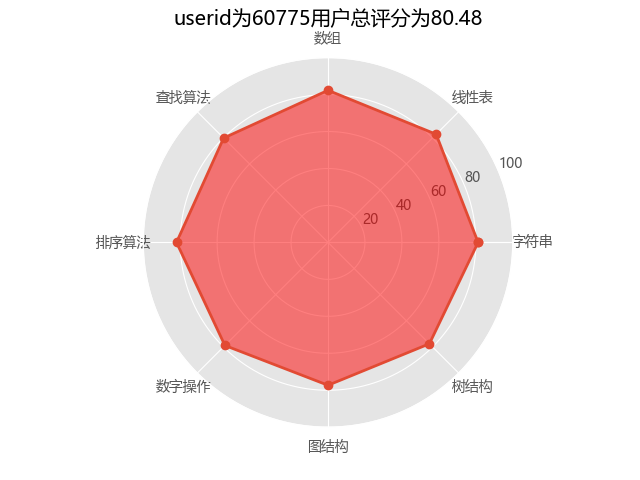 userid为60775用户总评分为80.48
数组
查找算法
线性表
100
80
60
40
20
排序算法
字符串
数字操作
树结构
图结构